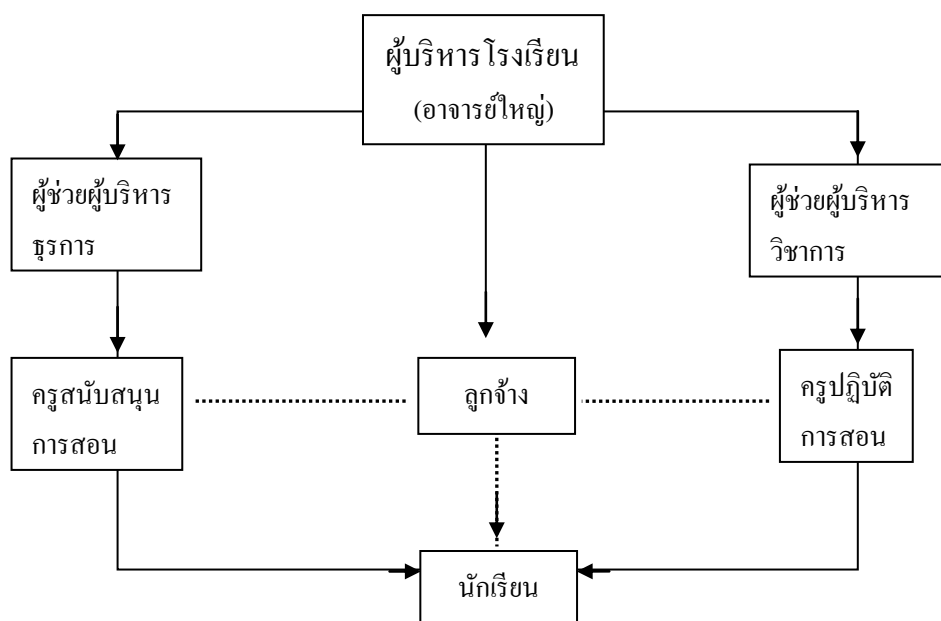 ผู้บริหารโรงเรียน
(อาจารย์ใหญ่)
ผู้ช่วยผู้บริหาร
ธุรการ
ผู้ช่วยผู้บริหาร
วิชาการ
ครูสนับสนุน
การสอน
ลูกจ้าง
ครูปฏิบัติ
การสอน
นักเรียน